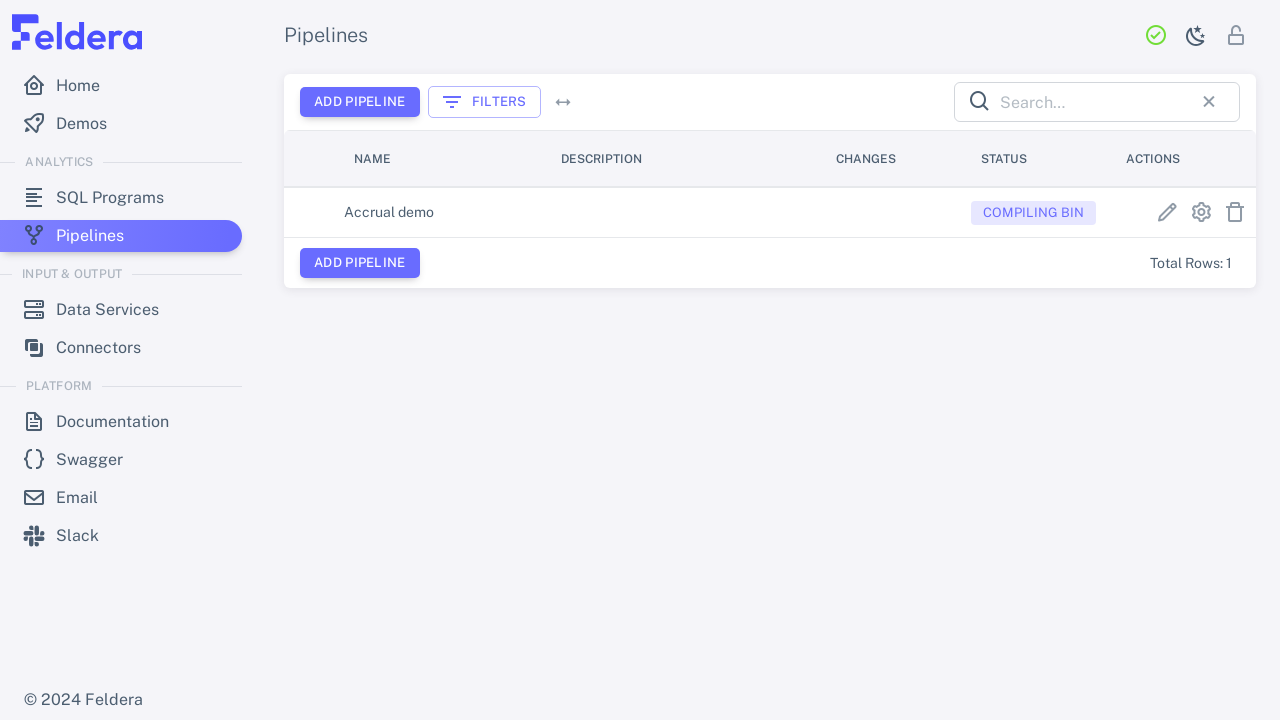 Feldera
Home
Demos
ANALYTICS
SQL Programs
Pipelines
INPUT & OUTPUT
Data Services
Connectors
PLATFORM
Documentation
Swagger
Email
Slack
© 2024 Feldera
Pipelines
ADD PIPELINE FILTERS Search...
NAME DESCRIPTION CHANGES STATUS ACTIONS
Accrual demo COMPILING BIN
ADD PIPELINE Total Rows: 1